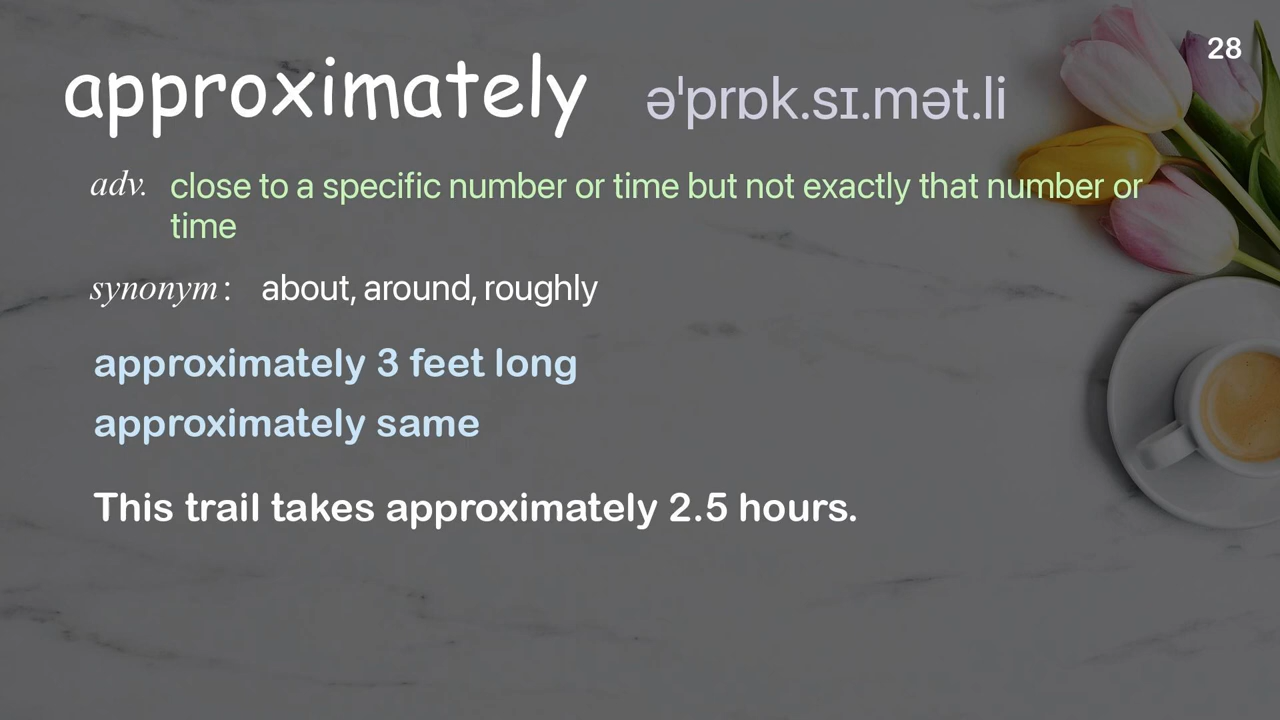 28
approximately əˈprɒk.sɪ.mət.li
adv. close to a specific number or time but not exactly that number or
time
synonym: about, around, roughly
approximately 3 feet long
approximately same
This trail takes approximately 2.5 hours.